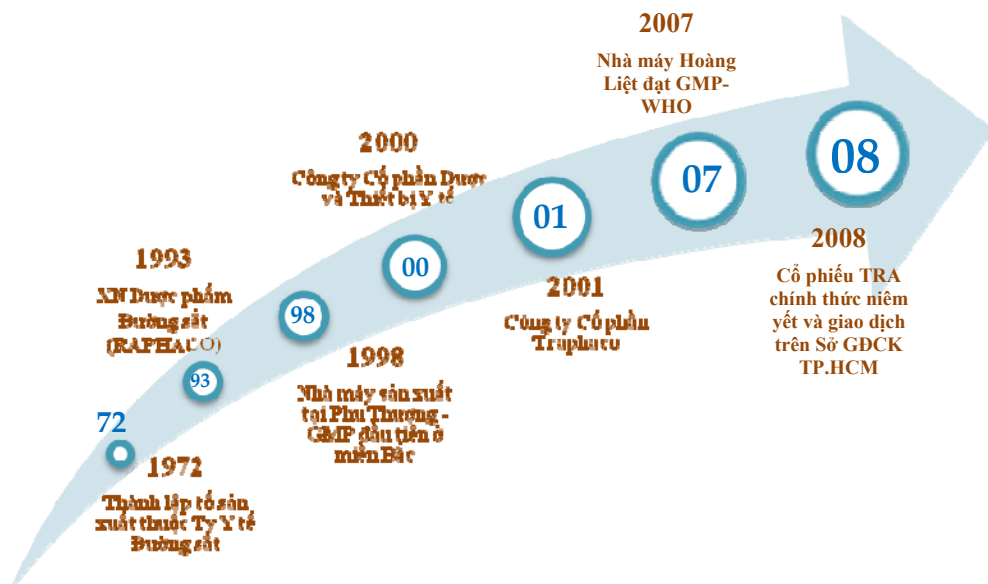 72
1972
Thành lập tổ sản
xuất thuộc Ty Y tế
Đường sắt
1993
XN Dược phẩm
Đường sắt
(RAPHACO)
93
98
1998
Nhà máy sản xuất
tại Phú Thượng -
GMP đầu tiên ở
miền Bắc
2000
Công ty Cổ phần Dược
và Thiết bị Y tế
00
01
2001
Công ty Cổ phần
Traphaco
2007
Nhà máy Hoàng
Liệt đạt GMP-
WHO
07
08
2008
Cổ phiếu TRA
chính thức niêm
yết và giao dịch
trên Sở GĐCK
TP.HCM